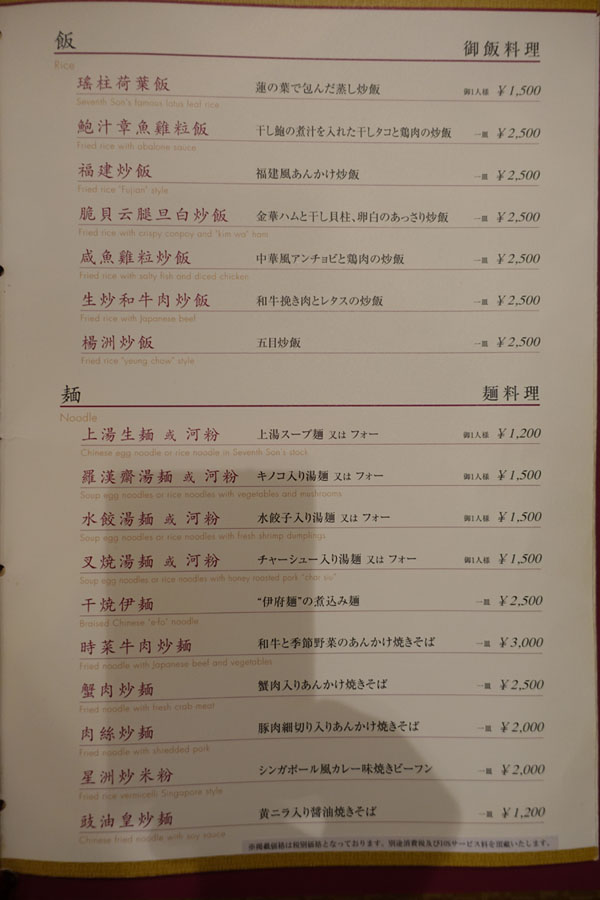 飯 御飯料理
Rice
瑤柱荷葉飯 蓮の葉で包んだ蒸し炒飯 御1人様 ¥1,500
Seventh Son's famous lotus leaf rice
鮑汁章魚雞粒飯 干し鮑の煮汁を入れた干しタコと鶏肉の炒飯 一皿 ¥2,500
Fried rice with abalone sauce
福建炒飯 福建風あんかけ炒飯 一皿 ¥2,500
Fried rice "Fujian" style
脆貝云腿旦白炒飯 金華ハムと干し貝柱、卵白のあっさり炒飯 一皿 ¥2,500
Fried rice with crispy conpoy and "kim wa" ham
咸魚雞粒炒飯 中華風アンチョビと鶏肉の炒飯 一皿 ¥2,500
Fried rice with salty fish and diced chicken
生炒和牛肉炒飯 和牛挽き肉とレタスの炒飯 一皿 ¥2,500
Fried rice with Japanese beef
楊洲炒飯 五目炒飯 一皿 ¥2,500
Fried rice "yeung chow" style
麺 麺料理
Noodle
上湯生麺 或 河粉 上湯スープ麺 又は フォー 御1人様 ¥1,200
Chinese egg noodle or rice noodle in Seventh Son's stock
羅漢齋湯麺 或 河粉 キノコ入り湯麺 又は フォー 御1人様 ¥1,500
Soup egg noodles or rice noodles with vegetables and mushrooms
水餃湯麺 或 河粉 水餃子入り湯麺 又は フォー 御1人様 ¥1,500
Soup egg noodles or rice noodles with fresh shrimp dumplings
叉焼湯麺 或 河粉 チャーシュー入り湯麺 又は フォー 御1人様 ¥1,500
Soup egg noodles or rice noodles with honey roasted pork "char siu"
干焼伊麺 "伊府麺"の煮込み麺 一皿 ¥2,500
Braised Chinese "e-fu" noodle
時菜牛肉炒麺 和牛と季節野菜のあんかけ焼きそば 一皿 ¥3,000
Fried noodle with Japanese beef and vegetables
蟹肉炒麺 蟹肉入りあんかけ焼きそば 一皿 ¥2,500
Fried noodle with fresh crab meat
肉絲炒麺 豚肉細切り入りあんかけ焼きそば 一皿 ¥2,000
Fried noodle with shredded pork
星洲炒米粉 シンガポール風カレー味焼きビーフン 一皿 ¥2,000
Fried rice vermicelli Singapore style
豉油皇炒麺 黄ニラ入り醤油焼きそば 一皿 ¥1,200
Chinese fried noodle with soy sauce
※掲載価格は税別価格となっております。別途消費税及び10%サービス料を頂戴いたします。